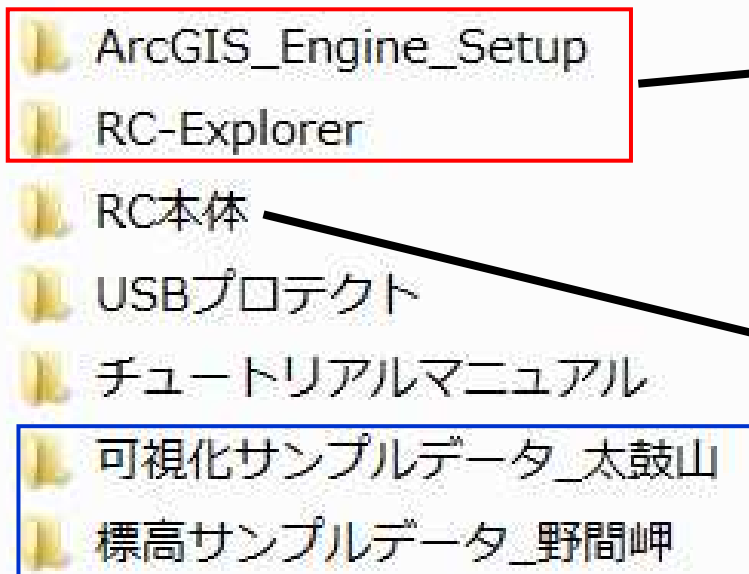 ArcGIS_Engine_Setup
RC-Explorer
RC本体
USBプロテクト
チュートリアルマニュアル
可視化サンプルデータ_太鼓山
標高サンプルデータ_野間岬